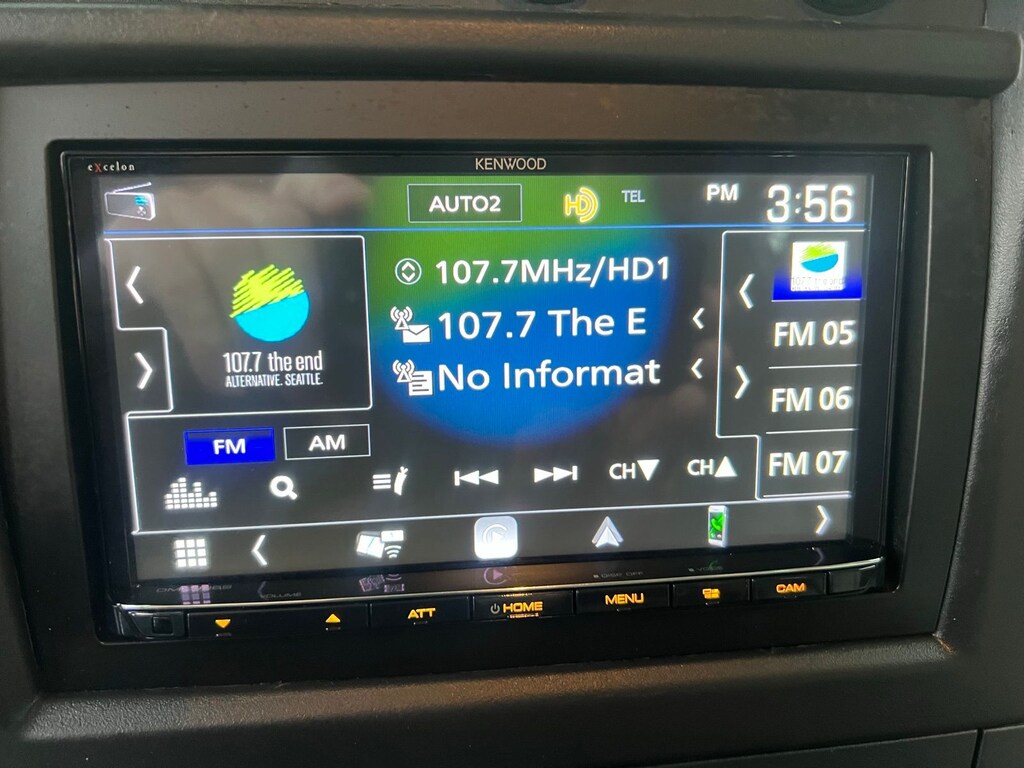 eXcelon
KENWOOD
AUTO2
HD
TEL
PM 3:56
107.7 the end
ALTERNATIVE. SEATTLE.
107.7MHz/HD1
107.7 The E
No Informat
FM 05
FM 06
FM 07
FM
AM
CH▼
CH▲
ATT
HOME
MENU
CAM